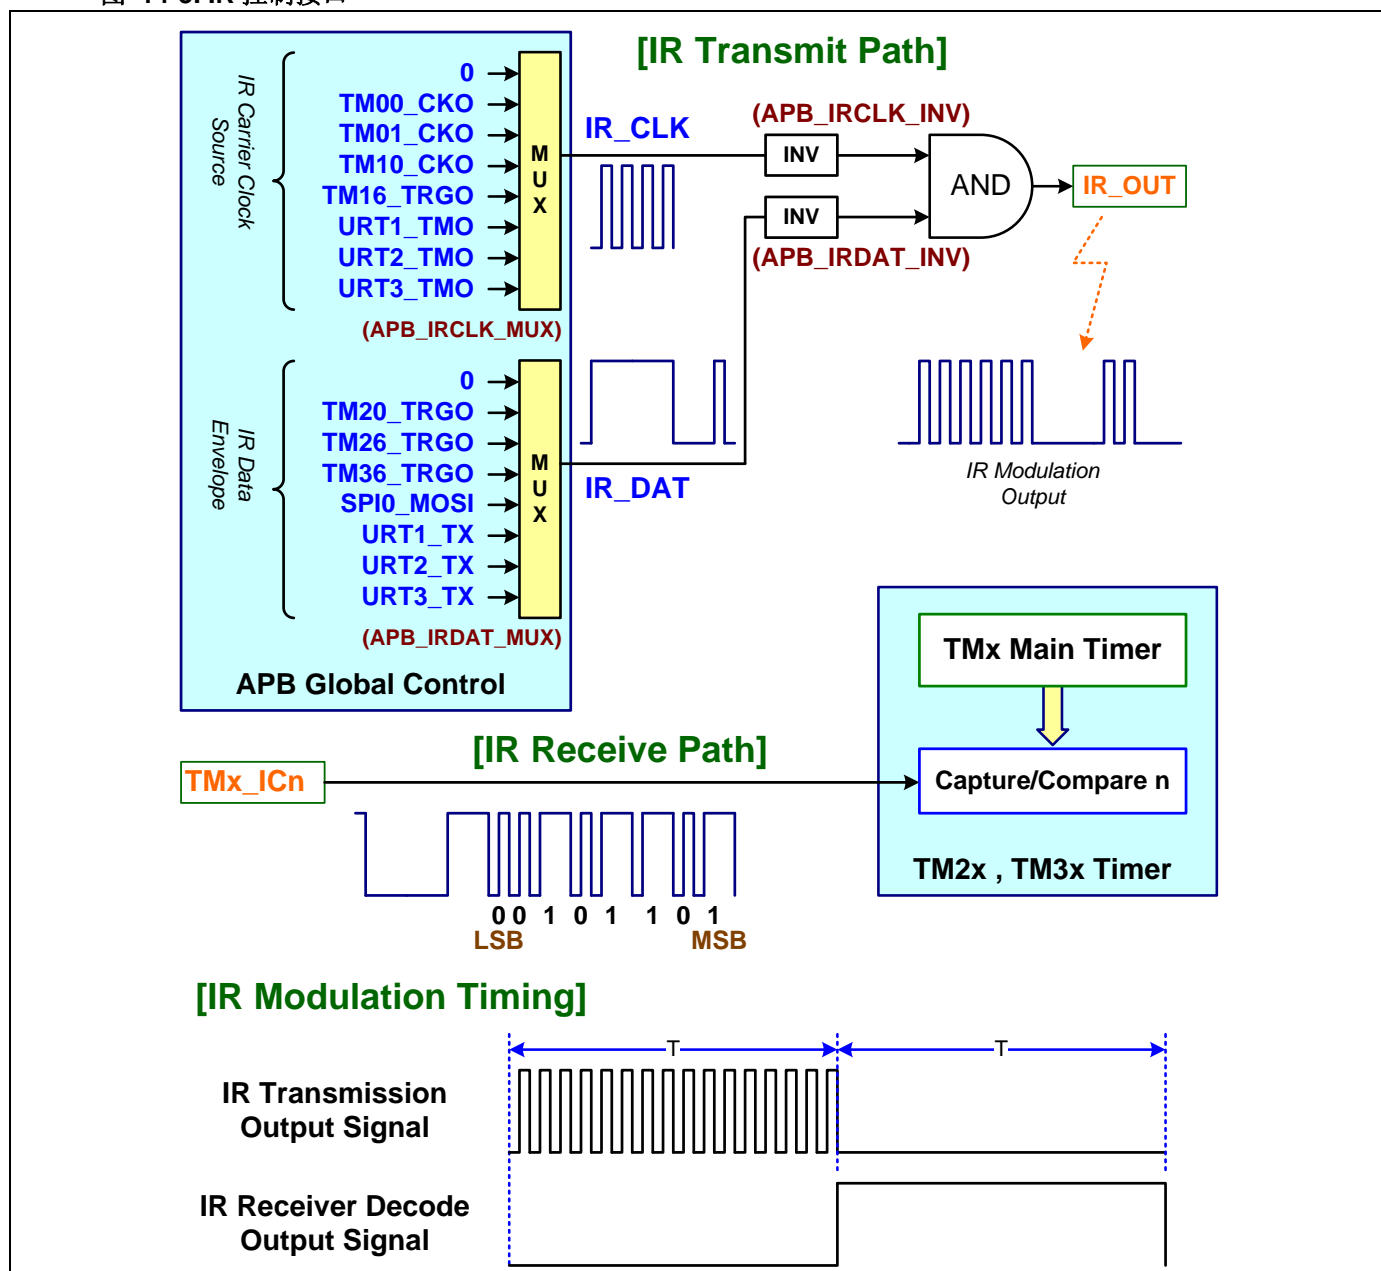 [IR Transmit Path]
IR Carrier Clock
Source
0
TM00_CKO
TM01_CKO
TM10_CKO
TM16_TRGO
URT1_TMO
URT2_TMO
URT3_TMO
MUX
(APB_IRCLK_MUX)
IR_CLK
(APB_IRCLK_INV)
INV
INV
(APB_IRDAT_INV)
AND
IR_OUT
IR Data
Envelope
0
TM20_TRGO
TM26_TRGO
TM36_TRGO
SPI0_MOSI
URT1_TX
URT2_TX
URT3_TX
MUX
(APB_IRDAT_MUX)
IR_DAT
IR Modulation
Output
APB Global Control
TMx Main Timer
Capture/Compare n
TM2x , TM3x Timer
[IR Receive Path]
TMx_ICn
0 0 1 0 1 1 0 1
LSB MSB
[IR Modulation Timing]
T T
IR Transmission
Output Signal
IR Receiver Decode
Output Signal